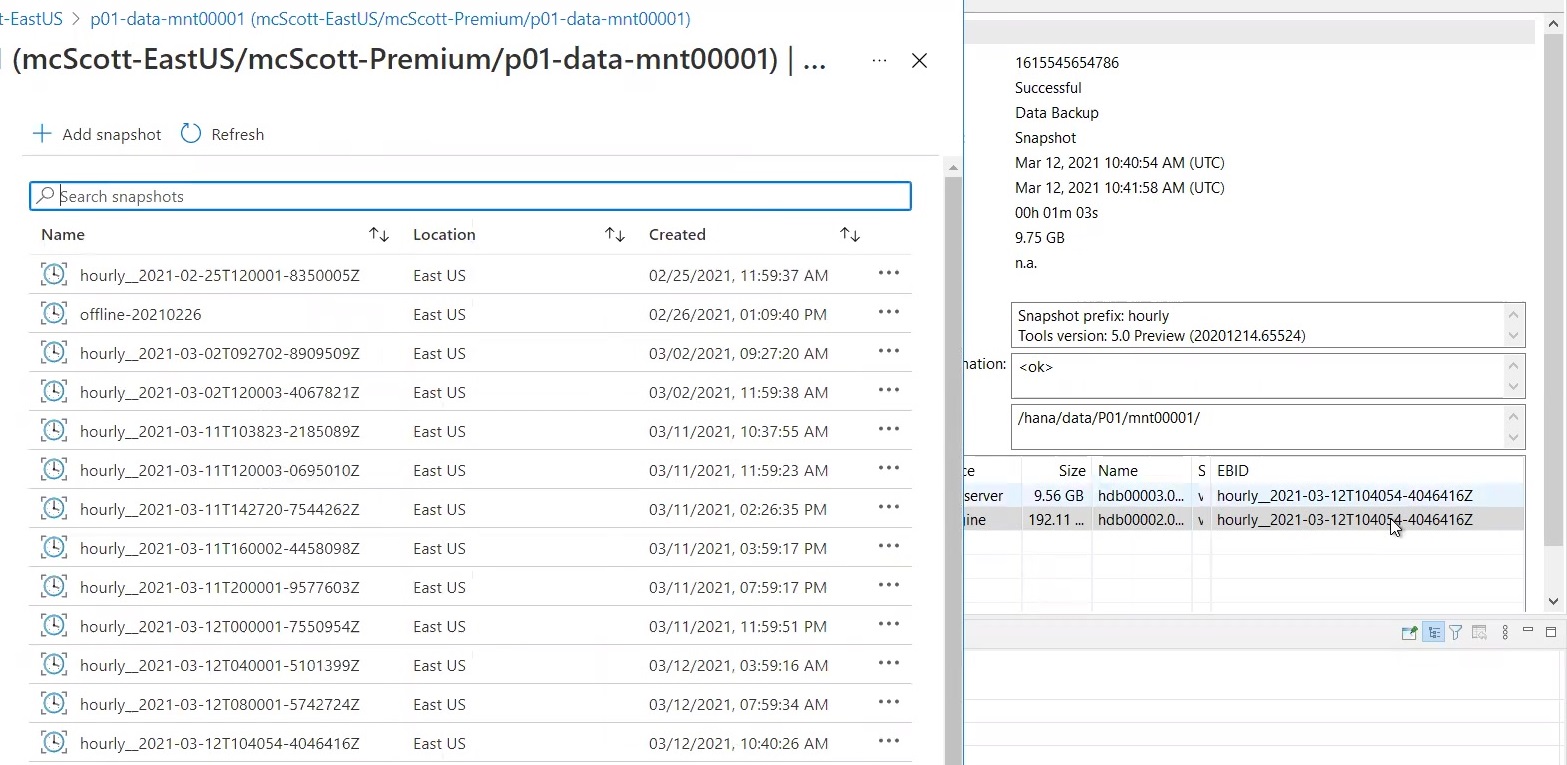 t-EastUS > p01-data-mnt00001 (mcScott-EastUS/mcScott-Premium/p01-data-mnt00001)
(mcScott-EastUS/mcScott-Premium/p01-data-mnt00001) | ...
Add snapshot Refresh
Search snapshots
Name Location Created
hourly__2021-02-25T120001-8350005Z East US 02/25/2021, 11:59:37 AM
offline-20210226 East US 02/26/2021, 01:09:40 PM
hourly__2021-03-02T092702-8909509Z East US 03/02/2021, 09:27:20 AM
hourly__2021-03-02T120003-4067821Z East US 03/02/2021, 11:59:38 AM
hourly__2021-03-11T103823-2185089Z East US 03/11/2021, 10:37:55 AM
hourly__2021-03-11T120003-0695010Z East US 03/11/2021, 11:59:23 AM
hourly__2021-03-11T142720-7544262Z East US 03/11/2021, 02:26:35 PM
hourly__2021-03-11T160002-4458098Z East US 03/11/2021, 03:59:17 PM
hourly__2021-03-11T200001-9577603Z East US 03/11/2021, 07:59:17 PM
hourly__2021-03-12T000001-7550954Z East US 03/11/2021, 11:59:51 PM
hourly__2021-03-12T040001-5101399Z East US 03/12/2021, 03:59:16 AM
hourly__2021-03-12T080001-5742724Z East US 03/12/2021, 07:59:34 AM
hourly__2021-03-12T104054-4046416Z East US 03/12/2021, 10:40:26 AM
1615545654786
Successful
Data Backup
Snapshot
Mar 12, 2021 10:40:54 AM (UTC)
Mar 12, 2021 10:41:58 AM (UTC)
00h 01m 03s
9.75 GB
n.a.
Snapshot prefix: hourly
Tools version: 5.0 Preview (20201214.65524)
nation: <ok>
/hana/data/P01/mnt00001/
ce Size Name S EBID
server 9.56 GB hdb00003.0... v hourly__2021-03-12T104054-4046416Z
gine 192.11 ... hdb00002.0... v hourly__2021-03-12T104054-4046416Z